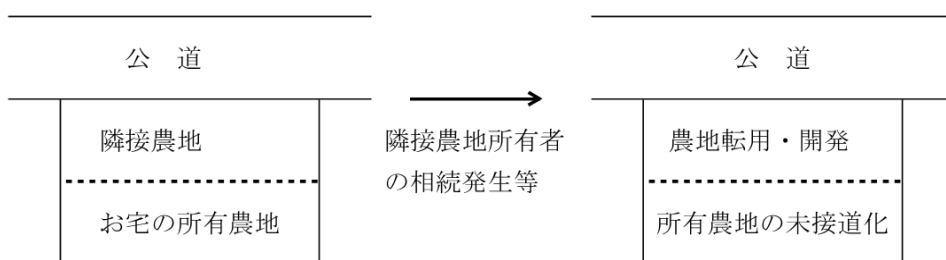 公　道
隣接農地
お宅の所有農地
隣接農地所有者
の相続発生等
公　道
農地転用・開発
所有農地の未接道化